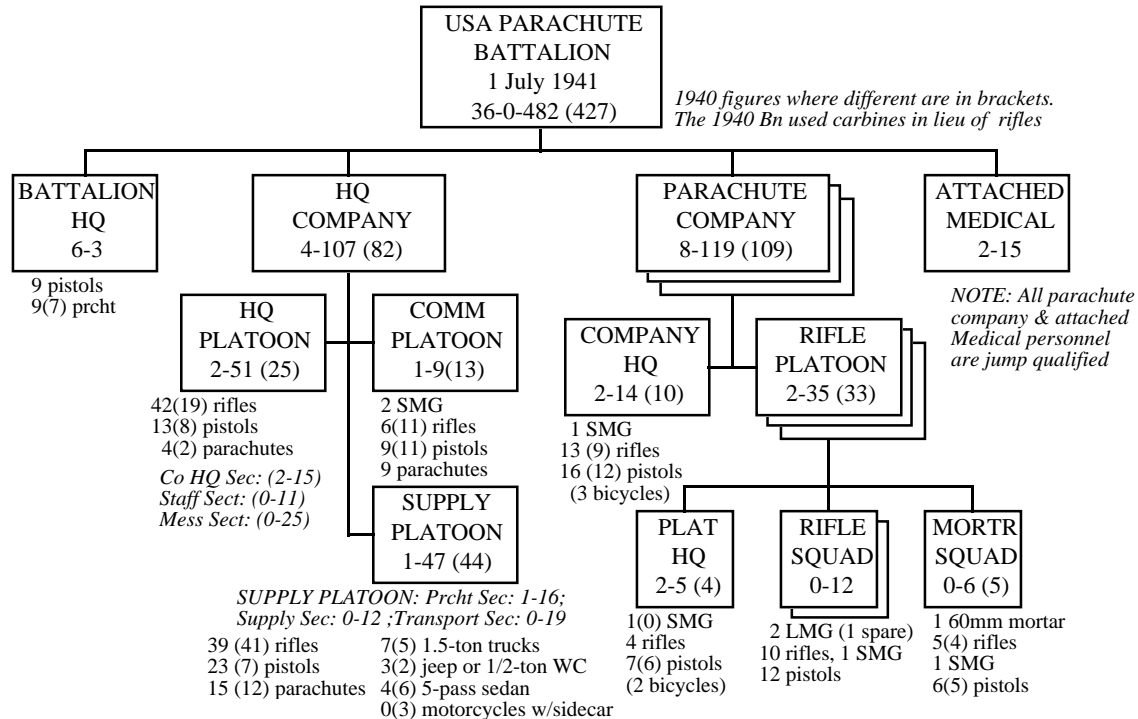 USA PARACHUTE
BATTALION
1 July 1941
36-0-482 (427)
1940 figures where different are in brackets.
The 1940 Bn used carbines in lieu of rifles
BATTALION
HQ
6-3
9 pistols
9(7) prcht
HQ
COMPANY
4-107 (82)
PARACHUTE
COMPANY
8-119 (109)
ATTACHED
MEDICAL
2-15
NOTE: All parachute
company & attached
Medical personnel
are jump qualified
HQ
PLATOON
2-51 (25)
42(19) rifles
13(8) pistols
4(2) parachutes
Co HQ Sec: (2-15)
Staff Sect: (0-11)
Mess Sect: (0-25)
COMM
PLATOON
1-9(13)
2 SMG
6(11) rifles
9(11) pistols
9 parachutes
SUPPLY
PLATOON
1-47 (44)
SUPPLY PLATOON: Prcht Sec: 1-16;
Supply Sec: 0-12 ;Transport Sec: 0-19
39 (41) rifles
23 (7) pistols
15 (12) parachutes
7(5) 1.5-ton trucks
3(2) jeep or 1/2-ton WC
4(6) 5-pass sedan
0(3) motorcycles w/sidecar
COMPANY
HQ
2-14 (10)
1 SMG
13 (9) rifles
16 (12) pistols
(3 bicycles)
RIFLE
PLATOON
2-35 (33)
PLAT
HQ
2-5 (4)
1(0) SMG
4 rifles
7(6) pistols
(2 bicycles)
RIFLE
SQUAD
0-12
2 LMG (1 spare)
10 rifles, 1 SMG
12 pistols
MORTR
SQUAD
0-6 (5)
1 60mm mortar
5(4) rifles
1 SMG
6(5) pistols